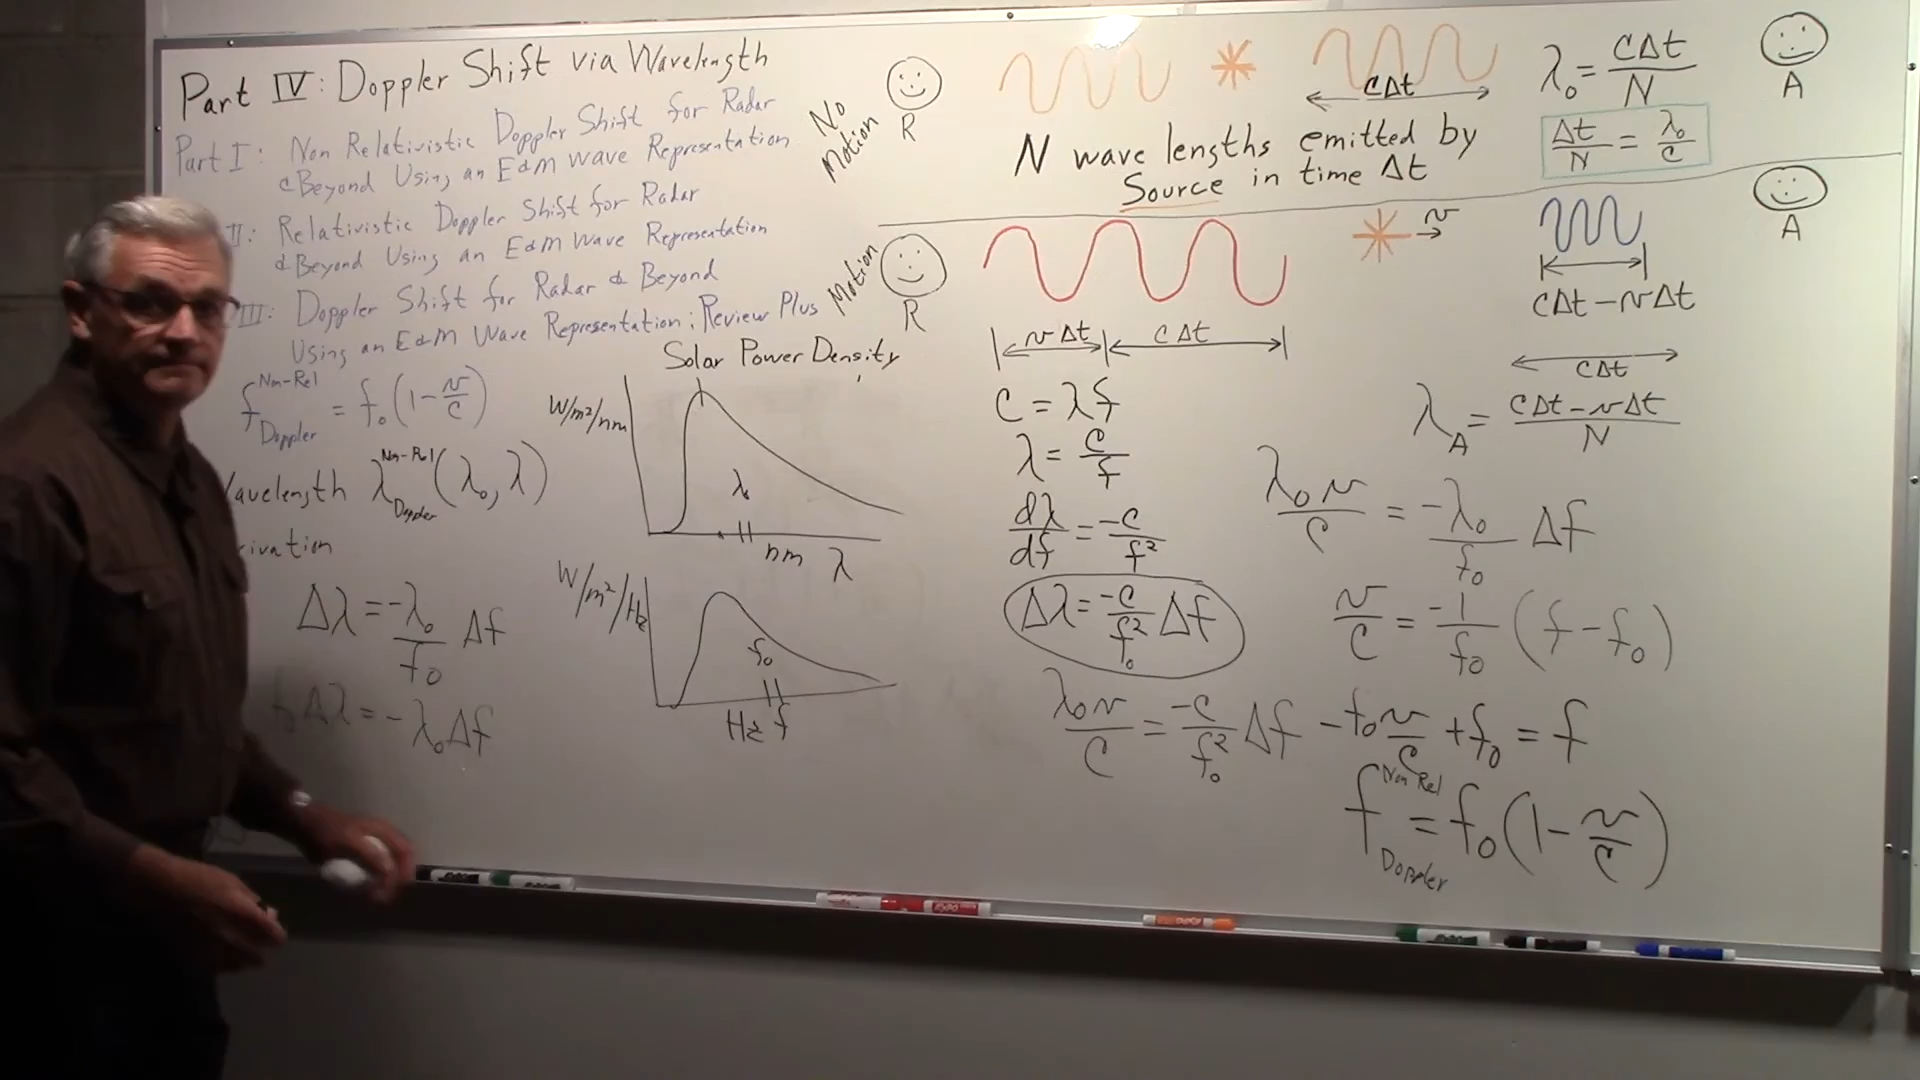 Part IV: Doppler Shift via Wavelength
Part I: Non Relativistic Doppler Shift for Radar
& Beyond Using an E&M Wave Representation
II: Relativistic Doppler Shift for Radar
& Beyond Using an E&M Wave Representation
III: Doppler Shift for Radar & Beyond
Using an E&M Wave Representation: Review Plus
f Non-Rel Doppler = f₀(1 - v/c)
Wavelength λ Non-Rel Doppler (λ₀, λ)
rivation
Δλ = -λ₀/f₀ Δf
Δλ = -λ₀Δf
Solar Power Density
W/m²/nm
λ₀
nm λ
W/m²/Hz
f₀
Hz f
No Motion
R
cΔt
λ₀ = cΔt/N
A
N wave lengths emitted by
Source in time Δt
Δt/N = λ₀/c
Motion
R
v
A
cΔt - vΔt
vΔt
cΔt
cΔt
c = λf
λ = c/f
dλ/df = -c/f²
Δλ = -c/f₀² Δf
λ₀v/c = -c/f₀² Δf
λ_A = cΔt - vΔt/N
λ₀v/c = -λ₀/f₀ Δf
v/c = -1/f₀ (f - f₀)
-f₀v/c + f₀ = f
f Non Rel Doppler = f₀(1 - v/c)
EXPO